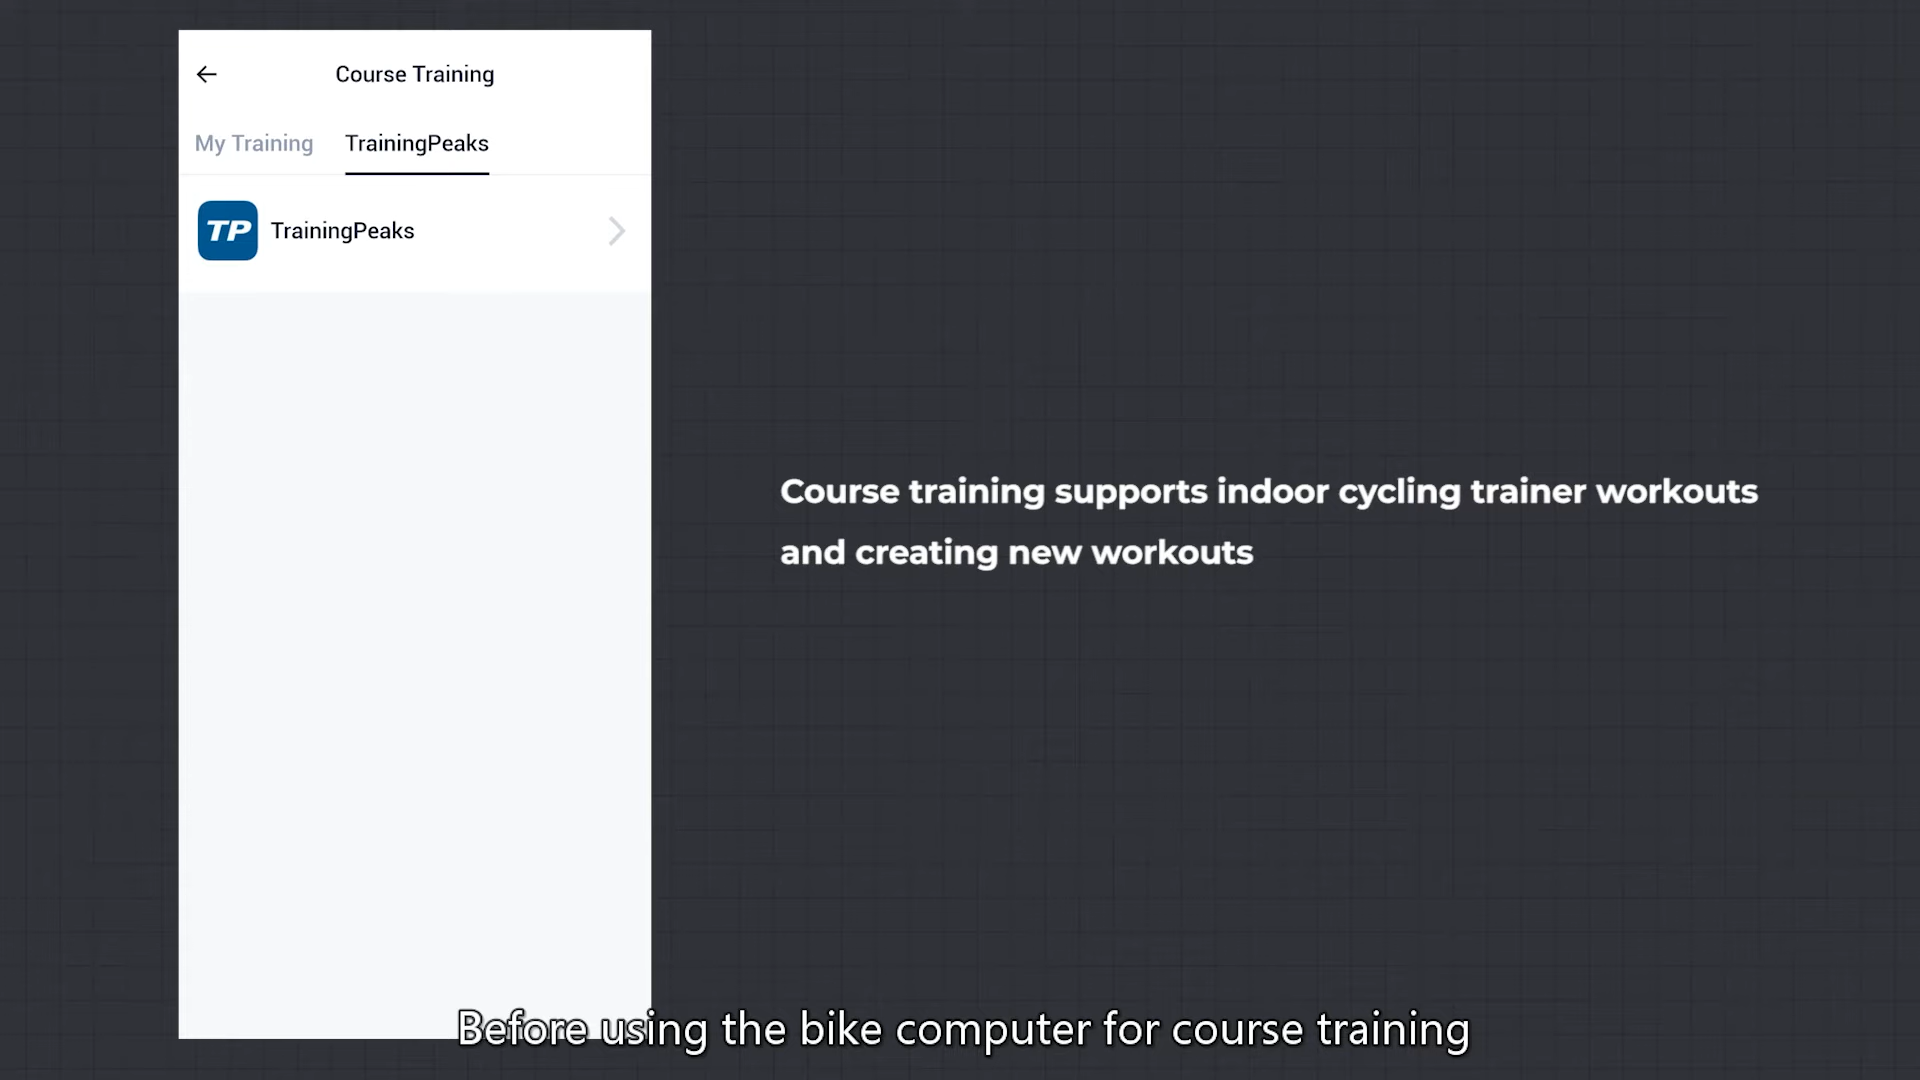 Course Training
My Training TrainingPeaks
TP TrainingPeaks
Course training supports indoor cycling trainer workouts
and creating new workouts
Before using the bike computer for course training